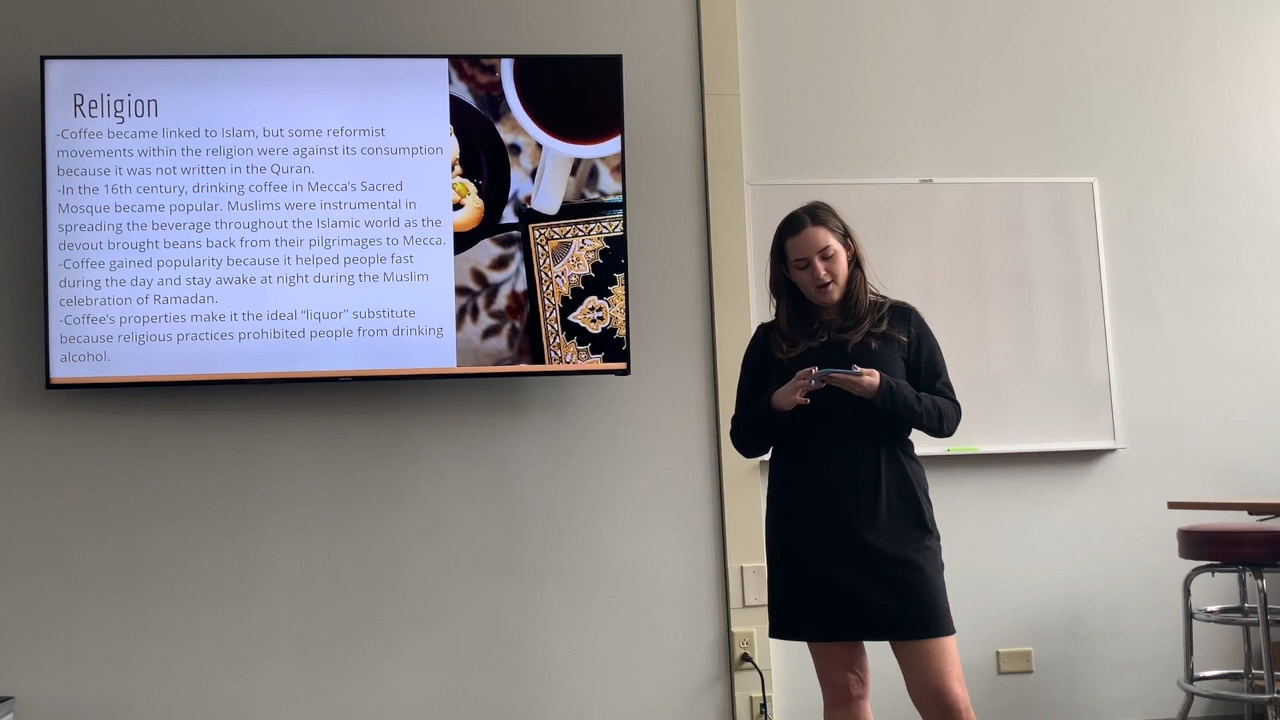 Religion
-Coffee became linked to Islam, but some reformist
movements within the religion were against its consumption
because it was not written in the Quran.
-In the 16th century, drinking coffee in Mecca's Sacred
Mosque became popular. Muslims were instrumental in
spreading the beverage throughout the Islamic world as the
devout brought beans back from their pilgrimages to Mecca.
-Coffee gained popularity because it helped people fast
during the day and stay awake at night during the Muslim
celebration of Ramadan.
-Coffee's properties make it the ideal “liquor” substitute
because religious practices prohibited people from drinking
alcohol.